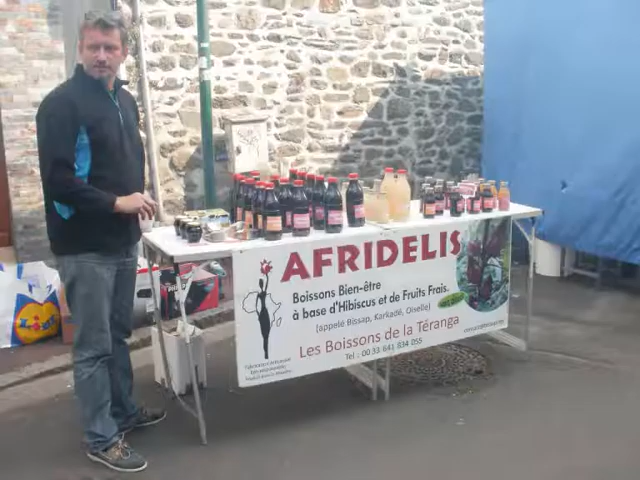 AFRIDELIS
Boissons Bien-être
à base d'Hibiscus et de Fruits Frais.
(appelé Bissap, Karkadé, Oiselle)
Les Boissons de la Téranga
Tel : 00 33 641 834 055